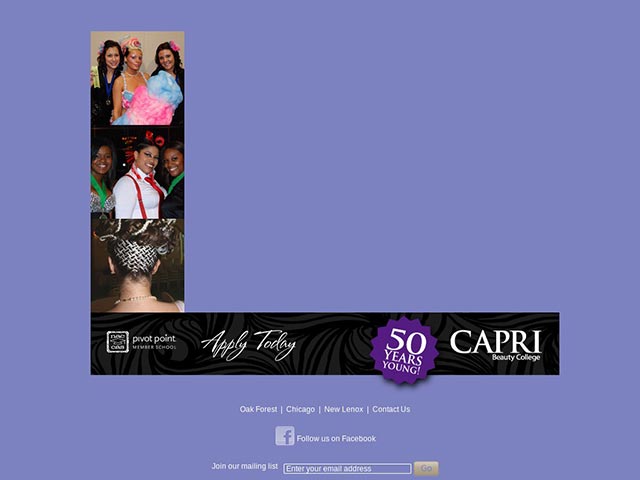 pivot point
MEMBER SCHOOL
Apply Today
50
YEARS
YOUNG!
CAPRI
Beauty College
Oak Forest | Chicago | New Lenox | Contact Us
Follow us on Facebook
Join our mailing list Enter your email address Go